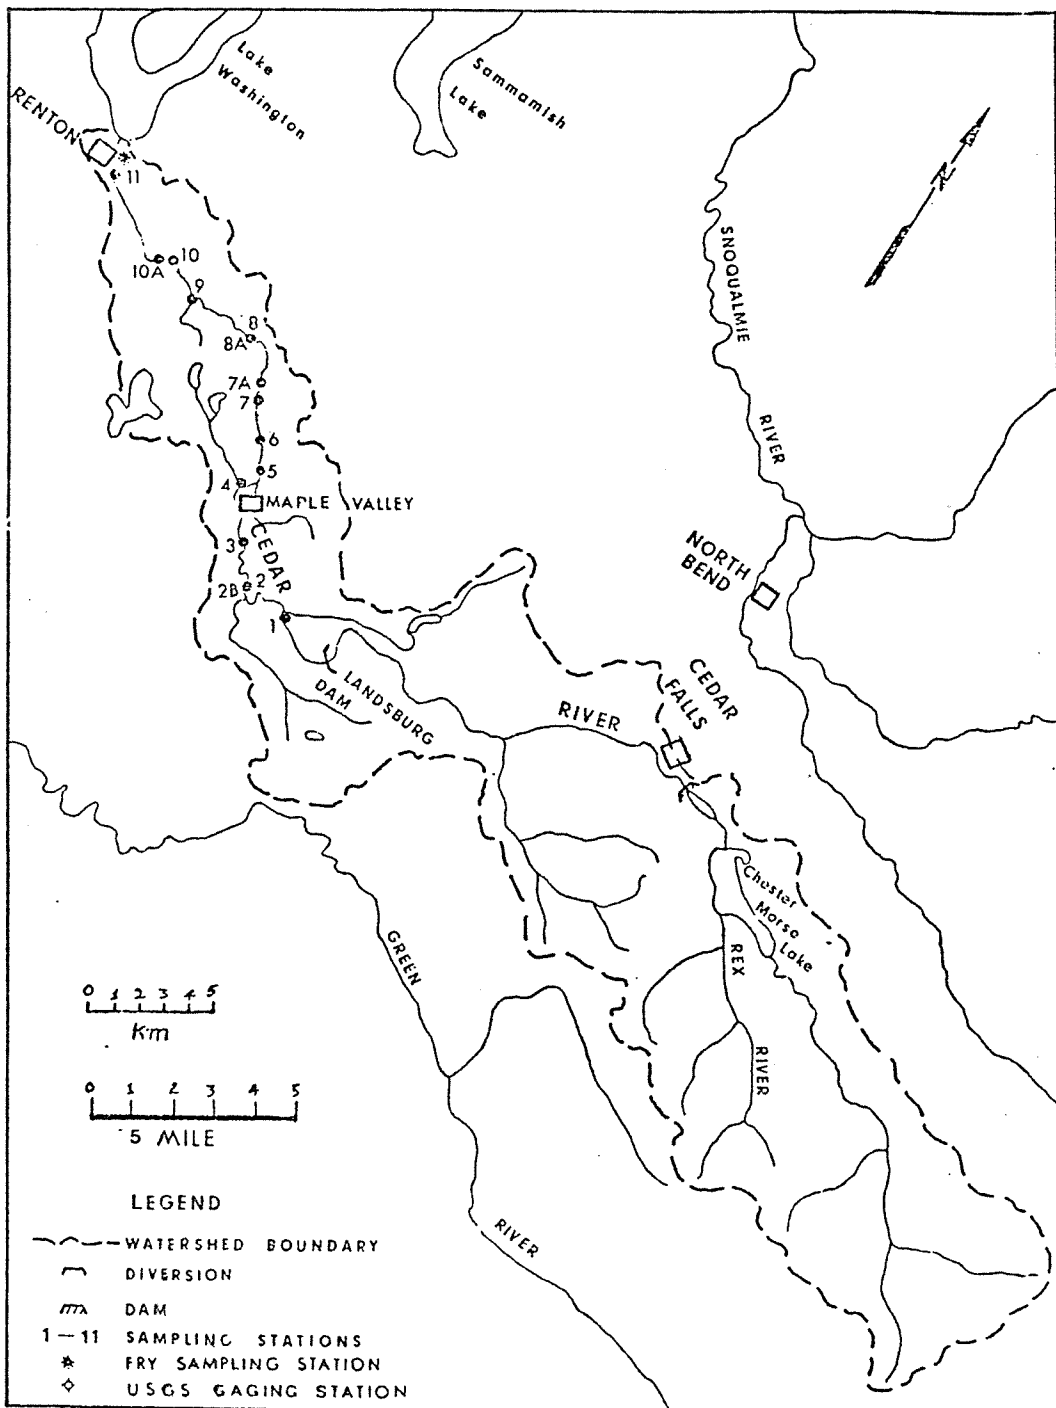 Lake
Washington
Sammamish
Lake
RENTON
11
N
10A
10
9
8
8A
7A
7
6
5
4
MAPLE VALLEY
3
CEDAR
2B
2
1
SNOQUALMIE
RIVER
NORTH
BEND
LANDSBURG
DAM
RIVER
CEDAR
FALLS
Chester
Morse
Lake
REX
RIVER
GREEN
RIVER
0 1 2 3 4 5
Km
0 1 2 3 4 5
5 MILE
LEGEND
WATERSHED BOUNDARY
DIVERSION
DAM
1-11 SAMPLING STATIONS
FRY SAMPLING STATION
USGS GAGING STATION